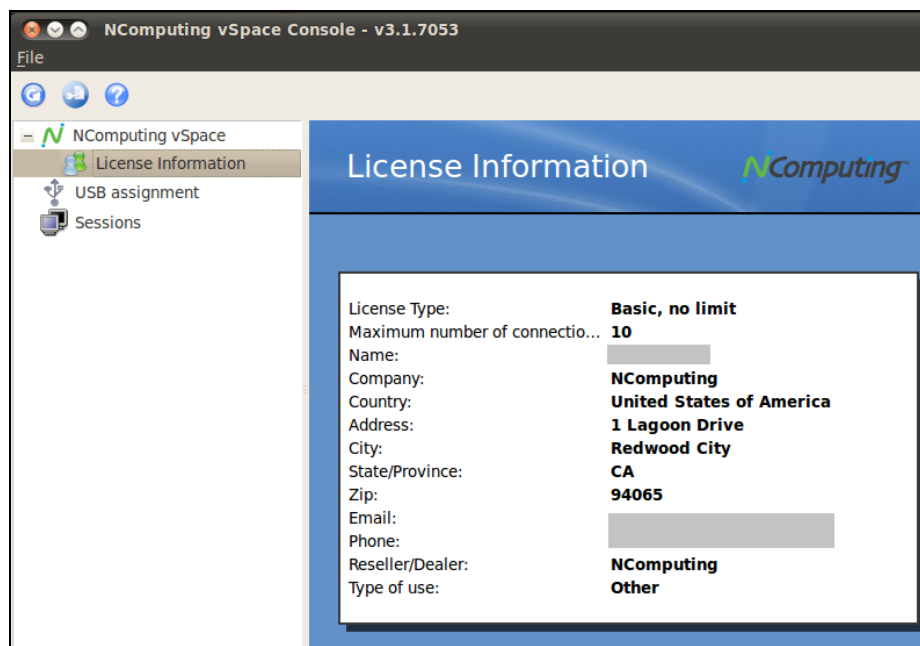 NComputing vSpace Console - v3.1.7053
File
NComputing vSpace
License Information
USB assignment
Sessions
License Information
NComputing™
License Type: Basic, no limit
Maximum number of connectio... 10
Name:
Company: NComputing
Country: United States of America
Address: 1 Lagoon Drive
City: Redwood City
State/Province: CA
Zip: 94065
Email:
Phone:
Reseller/Dealer: NComputing
Type of use: Other